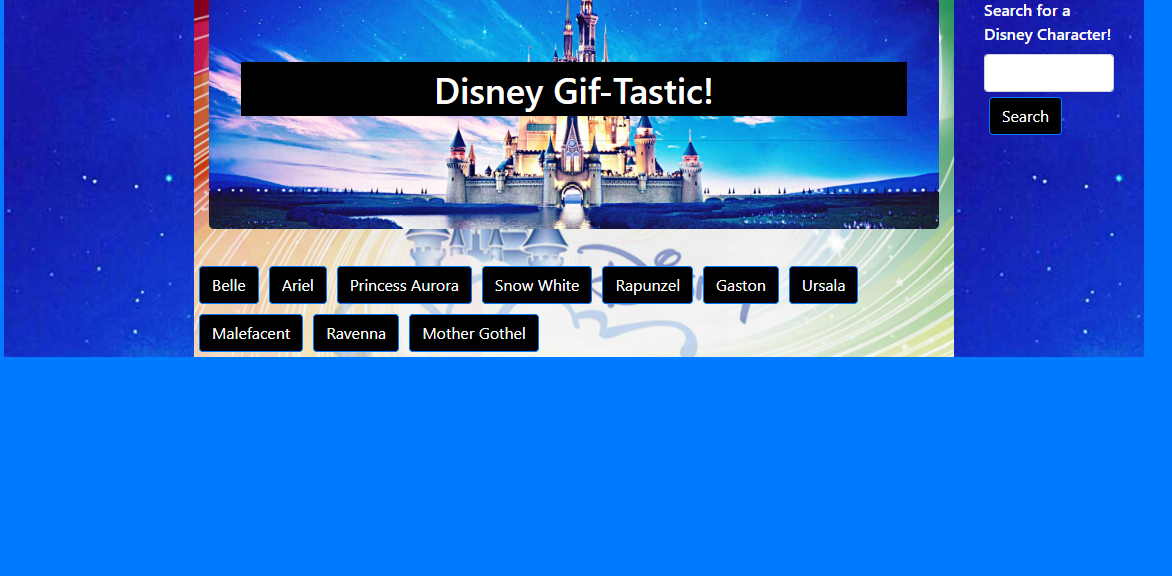 Search for a
Disney Character!
Search
Disney Gif-Tastic!
Belle Ariel Princess Aurora Snow White Rapunzel Gaston Ursala
Malefacent Ravenna Mother Gothel
Disney